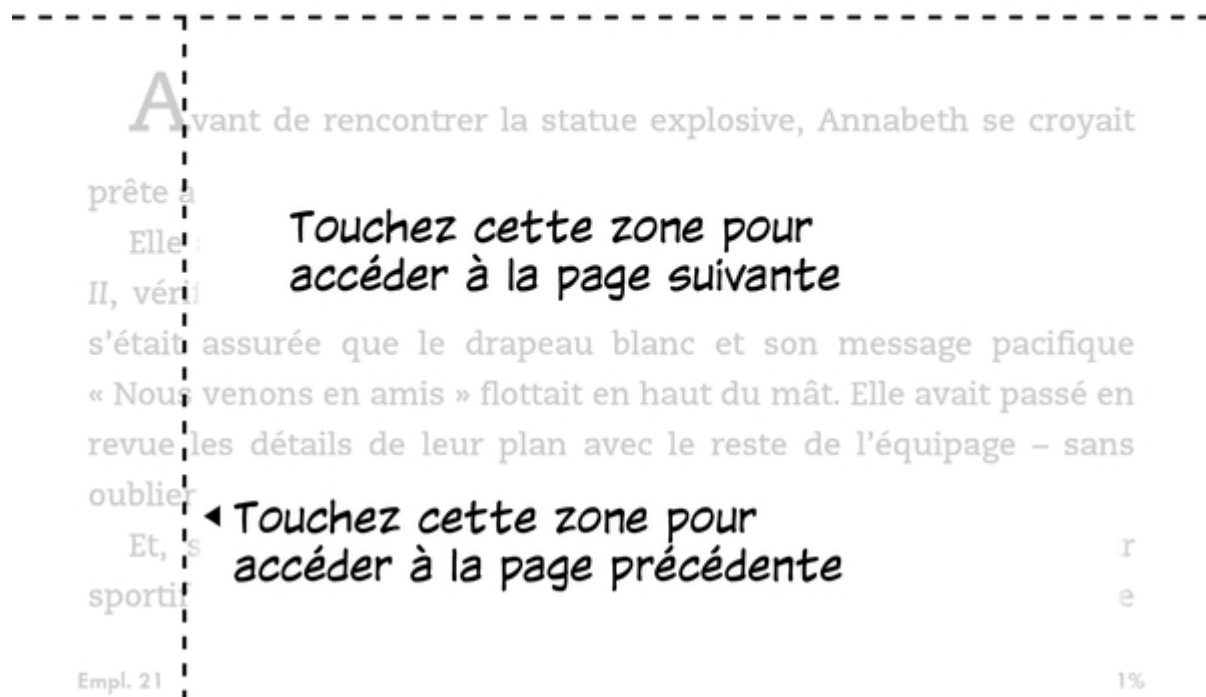 Avant de rencontrer la statue explosive, Annabeth se croyait
prête à
Touchez cette zone pour
Elle
accéder à la page suivante
II, vérif
s'était assurée que le drapeau blanc et son message pacifique
« Nous venons en amis » flottait en haut du mât. Elle avait passé en
revue les détails de leur plan avec le reste de l'équipage – sans
oublier
Touchez cette zone pour
Et, s
r
accéder à la page précédente
sportif
e
Empl. 21
1%